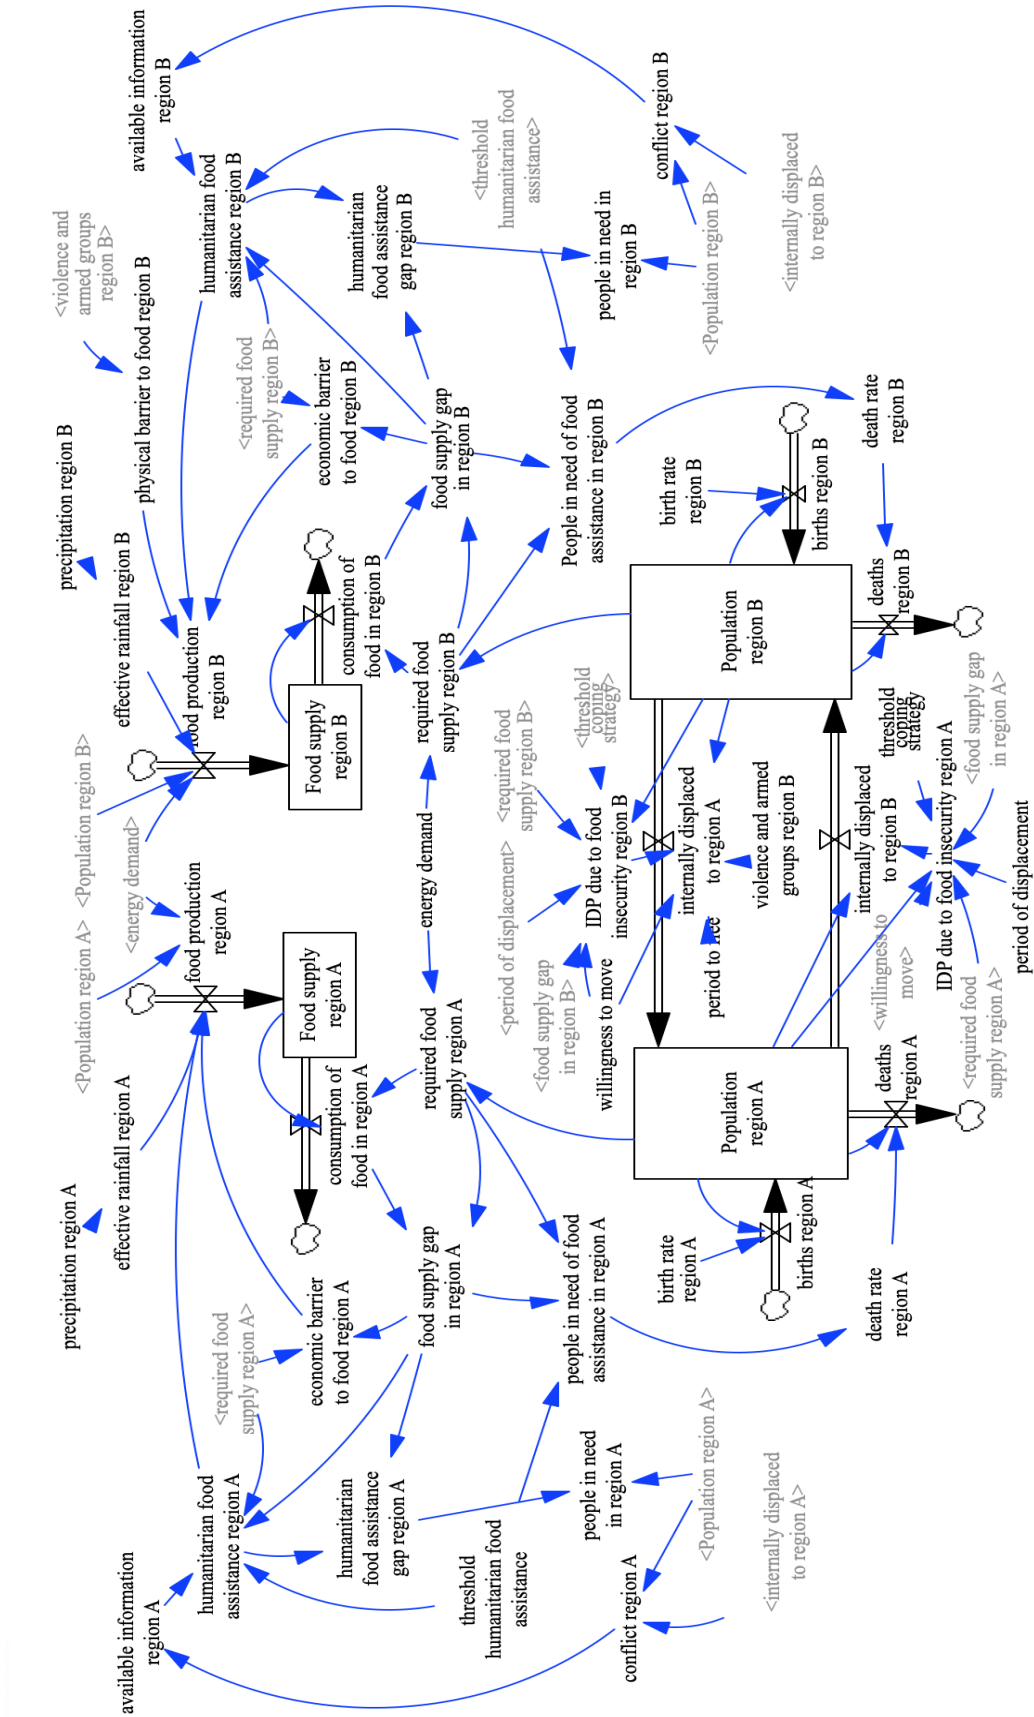 available information
region A
humanitarian food
assistance region A
humanitarian
food assistance
gap region A
threshold
humanitarian food
assistance
conflict region A
<internally displaced
to region A>
<Population region A>
people in need
in region A
people in need of food
assistance in region A
<required food
supply region A>
economic barrier
to food region A
food supply gap
in region A
precipitation region A
effective rainfall region A
<Population region A>
<energy demand>
food production
region A
Food supply
region A
consumption of
food in region A
required food
supply region A
energy demand
birth rate
region A
births region A
death rate
region A
deaths
region A
Population
region A
<required food
supply region A>
<willingness to
move>
willingness to move
<food supply gap
in region B>
<period of displacement>
<required food
supply region B>
<threshold
coping
strategy>
IDP due to food
insecurity region B
internally displaced
to region A
period to flee
violence and armed
groups region B
internally displaced
to region B
IDP due to food insecurity region A
period of displacement
threshold
coping
strategy
<food supply gap
in region A>
Population
region B
deaths
region B
death rate
region B
births region B
birth rate
region B
<Population region B>
food production
region B
Food supply
region B
consumption of
food in region B
required food
supply region B
effective rainfall region B
precipitation region B
physical barrier to food region B
<violence and
armed groups
region B>
<required food
supply region B>
economic barrier
to food region B
food supply gap
in region B
People in need of food
assistance in region B
humanitarian food
assistance region B
humanitarian
food assistance
gap region B
people in need in
region B
<Population region B>
<threshold
humanitarian food
assistance>
<internally displaced
to region B>
conflict region B
available information
region B